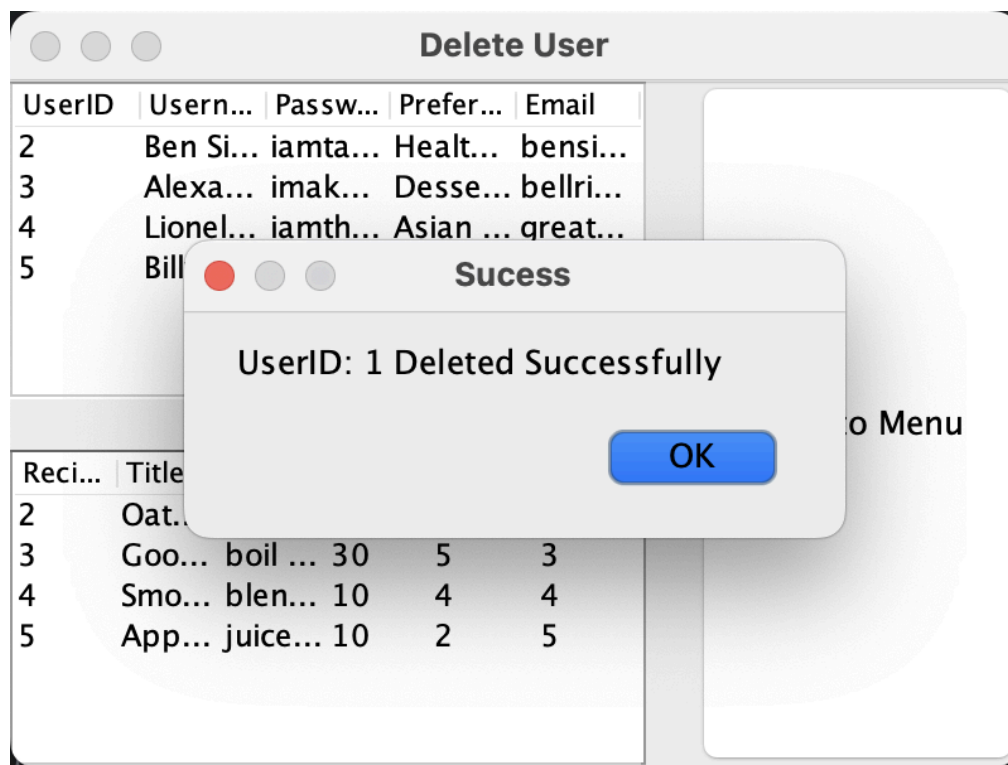 Delete User
UserID Usern... Passw... Prefer... Email
2 Ben Si... iamta... Healt... bensi...
3 Alexa... imak... Desse... bellri...
4 Lionel... iamth... Asian ... great...
5 Bill
Sucess
UserID: 1 Deleted Successfully
OK
to Menu
Reci... Title
2 Oat...
3 Goo... boil ... 30 5 3
4 Smo... blen... 10 4 4
5 App... juice... 10 2 5